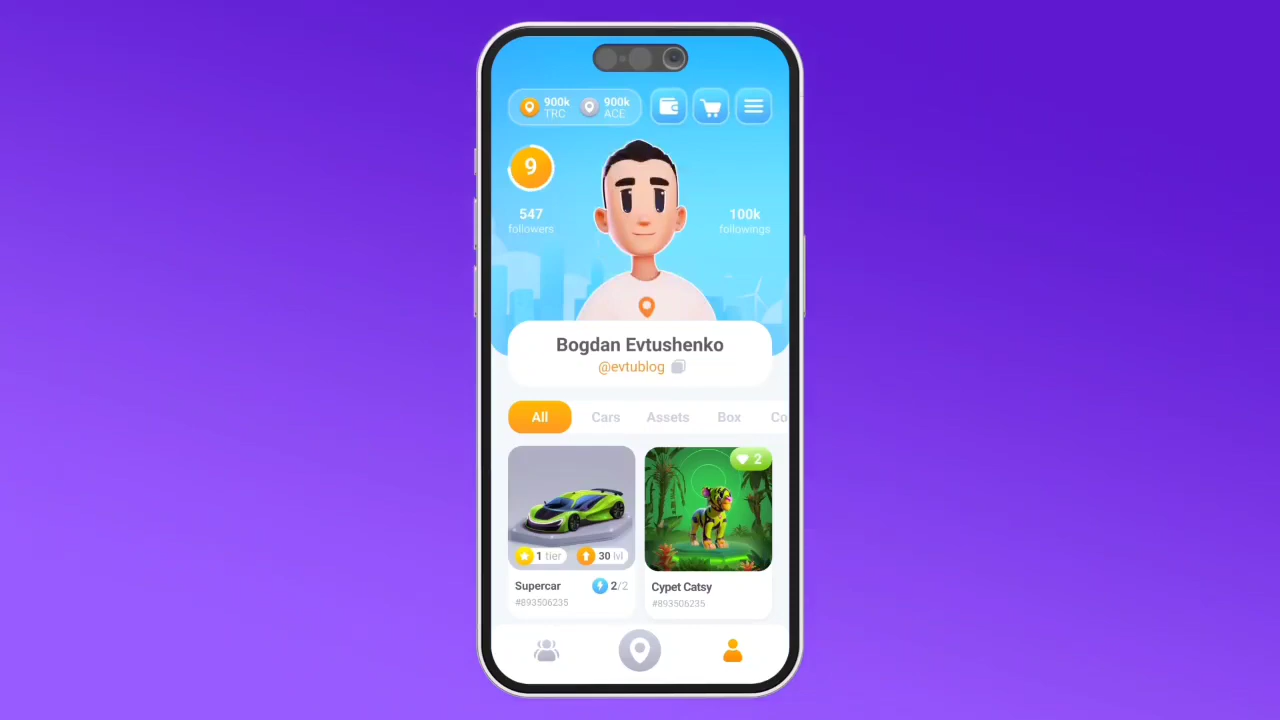 900k 900k
TRC ACE
9
547 100k
followers followings
Bogdan Evtushenko
@evtublog
All Cars Assets Box Co
2
1 tier 30 lvl
Supercar 2/2 Cypet Catsy
#893506235 #893506235